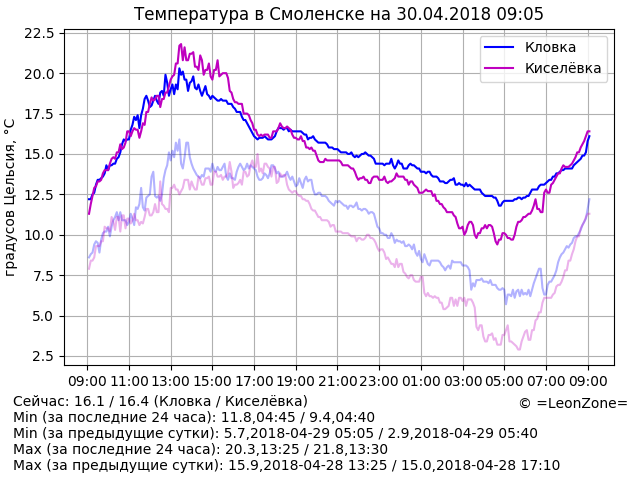 Температура в Смоленске на 30.04.2018 09:05
Кловка
Киселёвка
градусов Цельсия, °C
22.5
20.0
17.5
15.0
12.5
10.0
7.5
5.0
2.5
09:00 11:00 13:00 15:00 17:00 19:00 21:00 23:00 01:00 03:00 05:00 07:00 09:00
Сейчас: 16.1 / 16.4 (Кловка / Киселёвка)
© =LeonZone=
Min (за последние 24 часа): 11.8,04:45 / 9.4,04:40
Min (за предыдущие сутки): 5.7,2018-04-29 05:05 / 2.9,2018-04-29 05:40
Max (за последние 24 часа): 20.3,13:25 / 21.8,13:30
Max (за предыдущие сутки): 15.9,2018-04-28 13:25 / 15.0,2018-04-28 17:10